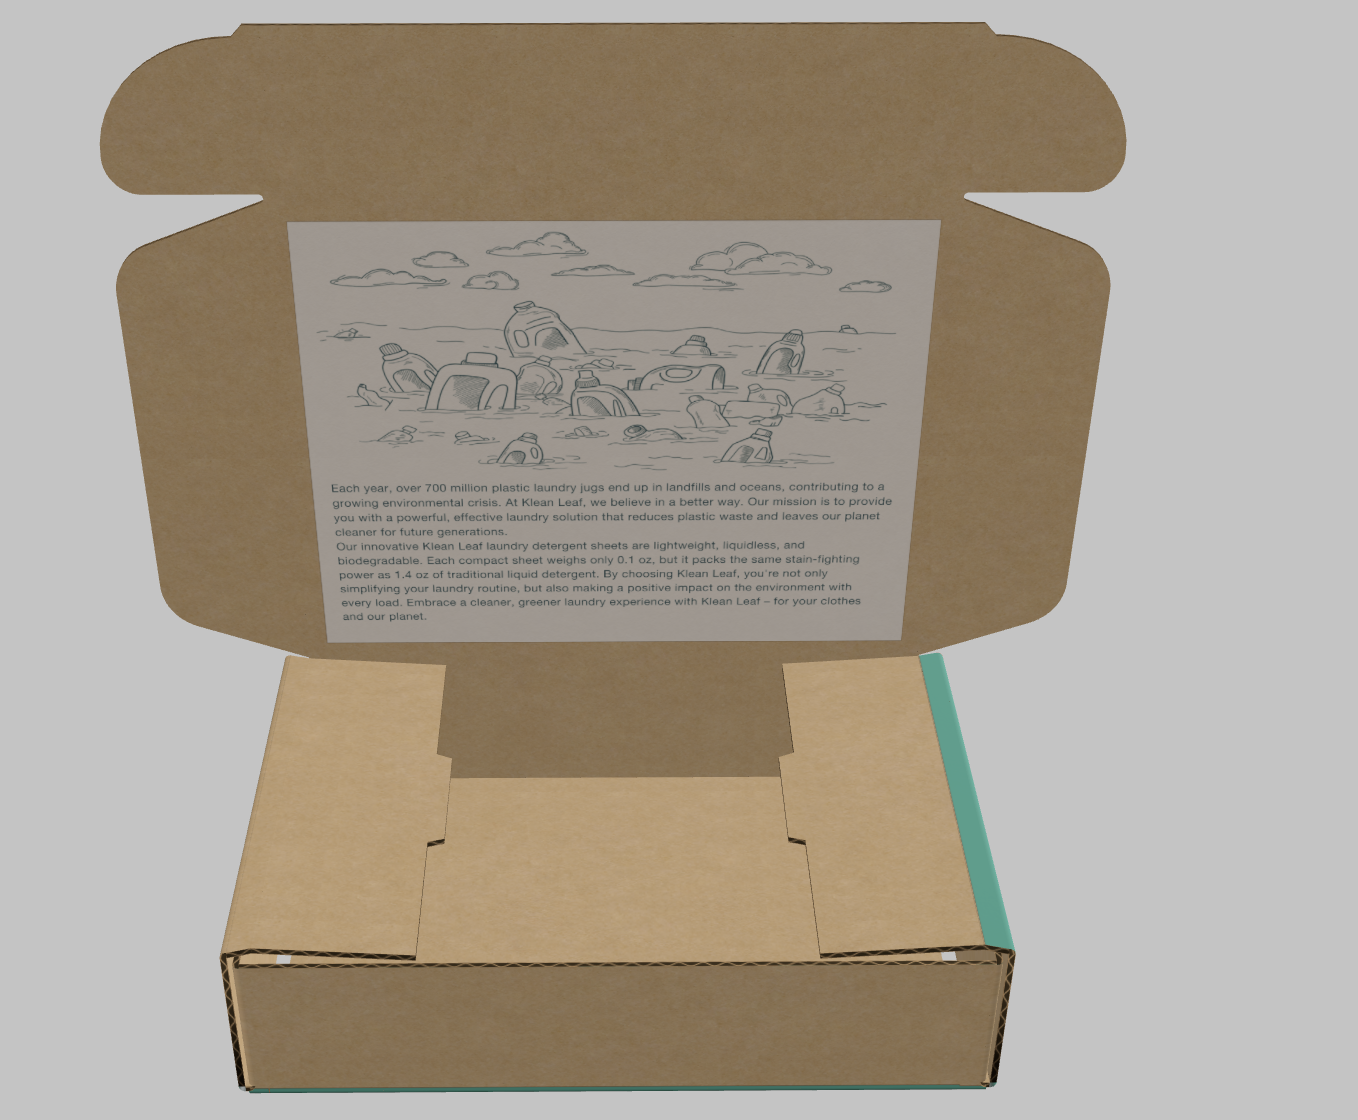 Each year, over 700 million plastic laundry jugs end up in landfills and oceans, contributing to a
growing environmental crisis. At Klean Leaf, we believe in a better way. Our mission is to provide
you with a powerful, effective laundry solution that reduces plastic waste and leaves our planet
cleaner for future generations.
Our innovative Klean Leaf laundry detergent sheets are lightweight, liquidless, and
biodegradable. Each compact sheet weighs only 0.1 oz, but it packs the same stain-fighting
power as 1.4 oz of traditional liquid detergent. By choosing Klean Leaf, you're not only
simplifying your laundry routine, but also making a positive impact on the environment with
every load. Embrace a cleaner, greener laundry experience with Klean Leaf – for your clothes
and our planet.